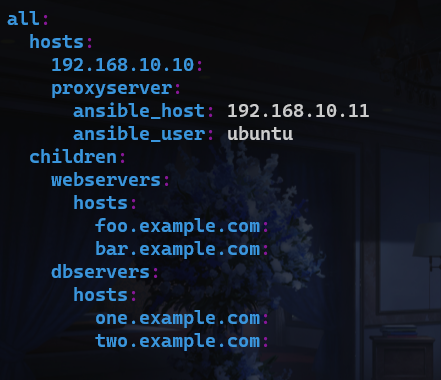 all:
  hosts:
    192.168.10.10:
    proxyserver:
      ansible_host: 192.168.10.11
      ansible_user: ubuntu
  children:
    webservers:
      hosts:
        foo.example.com:
        bar.example.com:
    dbservers:
      hosts:
        one.example.com:
        two.example.com: